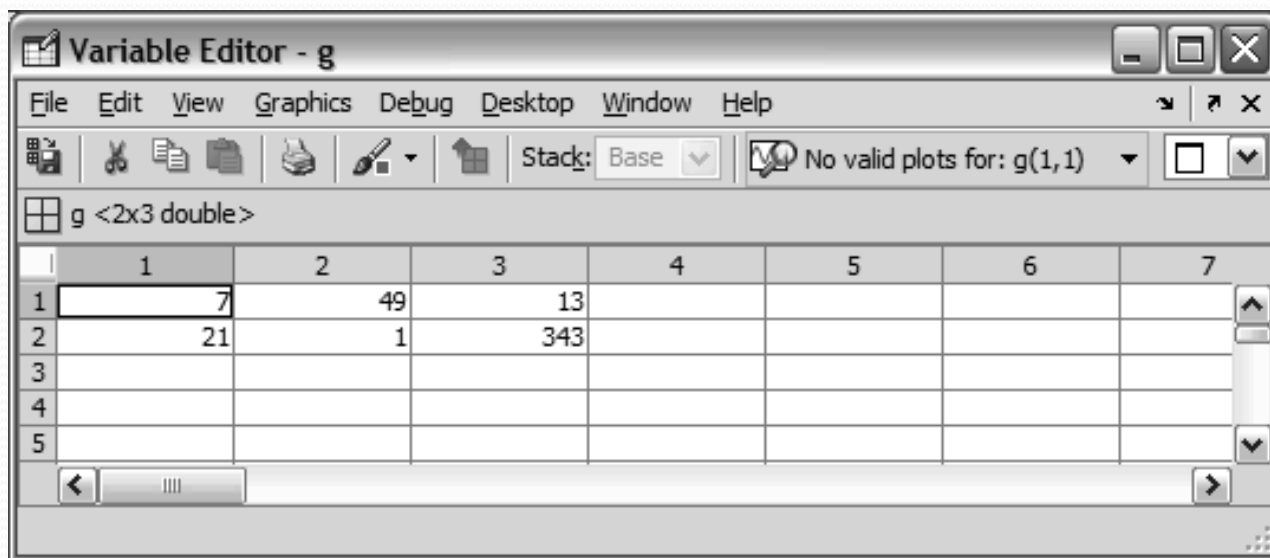 Variable Editor - g
File Edit View Graphics Debug Desktop Window Help
Stack: Base No valid plots for: g(1,1)
g <2x3 double>
1 2 3 4 5 6 7
1 7 49 13
2 21 1 343
3
4
5